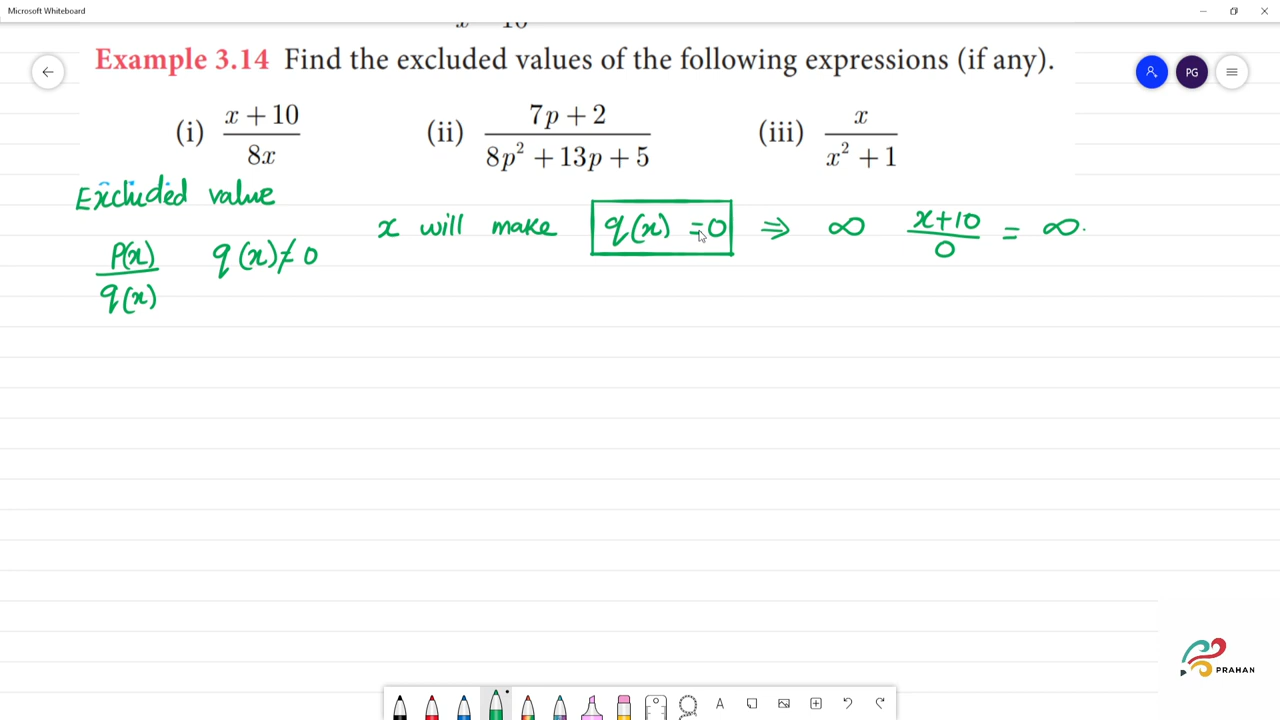 Microsoft Whiteboard
Example 3.14 Find the excluded values of the following expressions (if any).
(i) (x + 10)/(8x) (ii) (7p + 2)/(8p² + 13p + 5) (iii) x/(x² + 1)
Excluded value
x will make q(x) = 0 ⇒ ∞ (x+10)/0 = ∞.
P(x)/q(x) q(x) ≠ 0
PG
A
PRAHAN